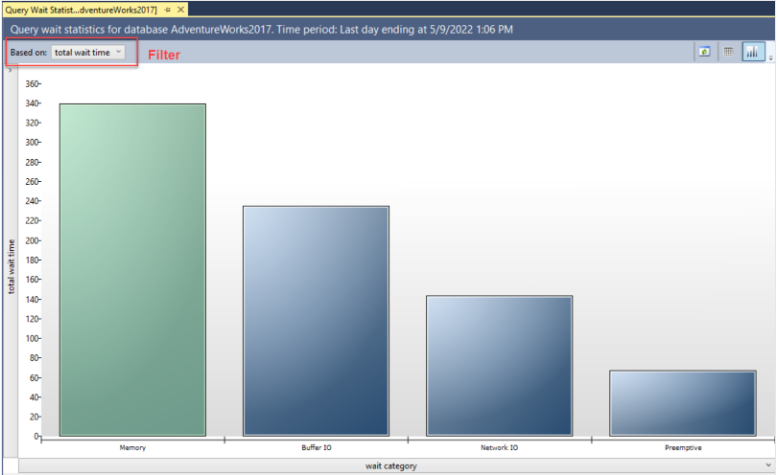 Query Wait Statist...dventureWorks2017]
Query wait statistics for database AdventureWorks2017. Time period: Last day ending at 5/9/2022 1:06 PM
Based on: total wait time
Filter
360
340
320
300
280
260
240
220
200
180
160
140
120
100
80
60
40
20
0
total wait time
Memory
Buffer IO
Network IO
Preemptive
wait category